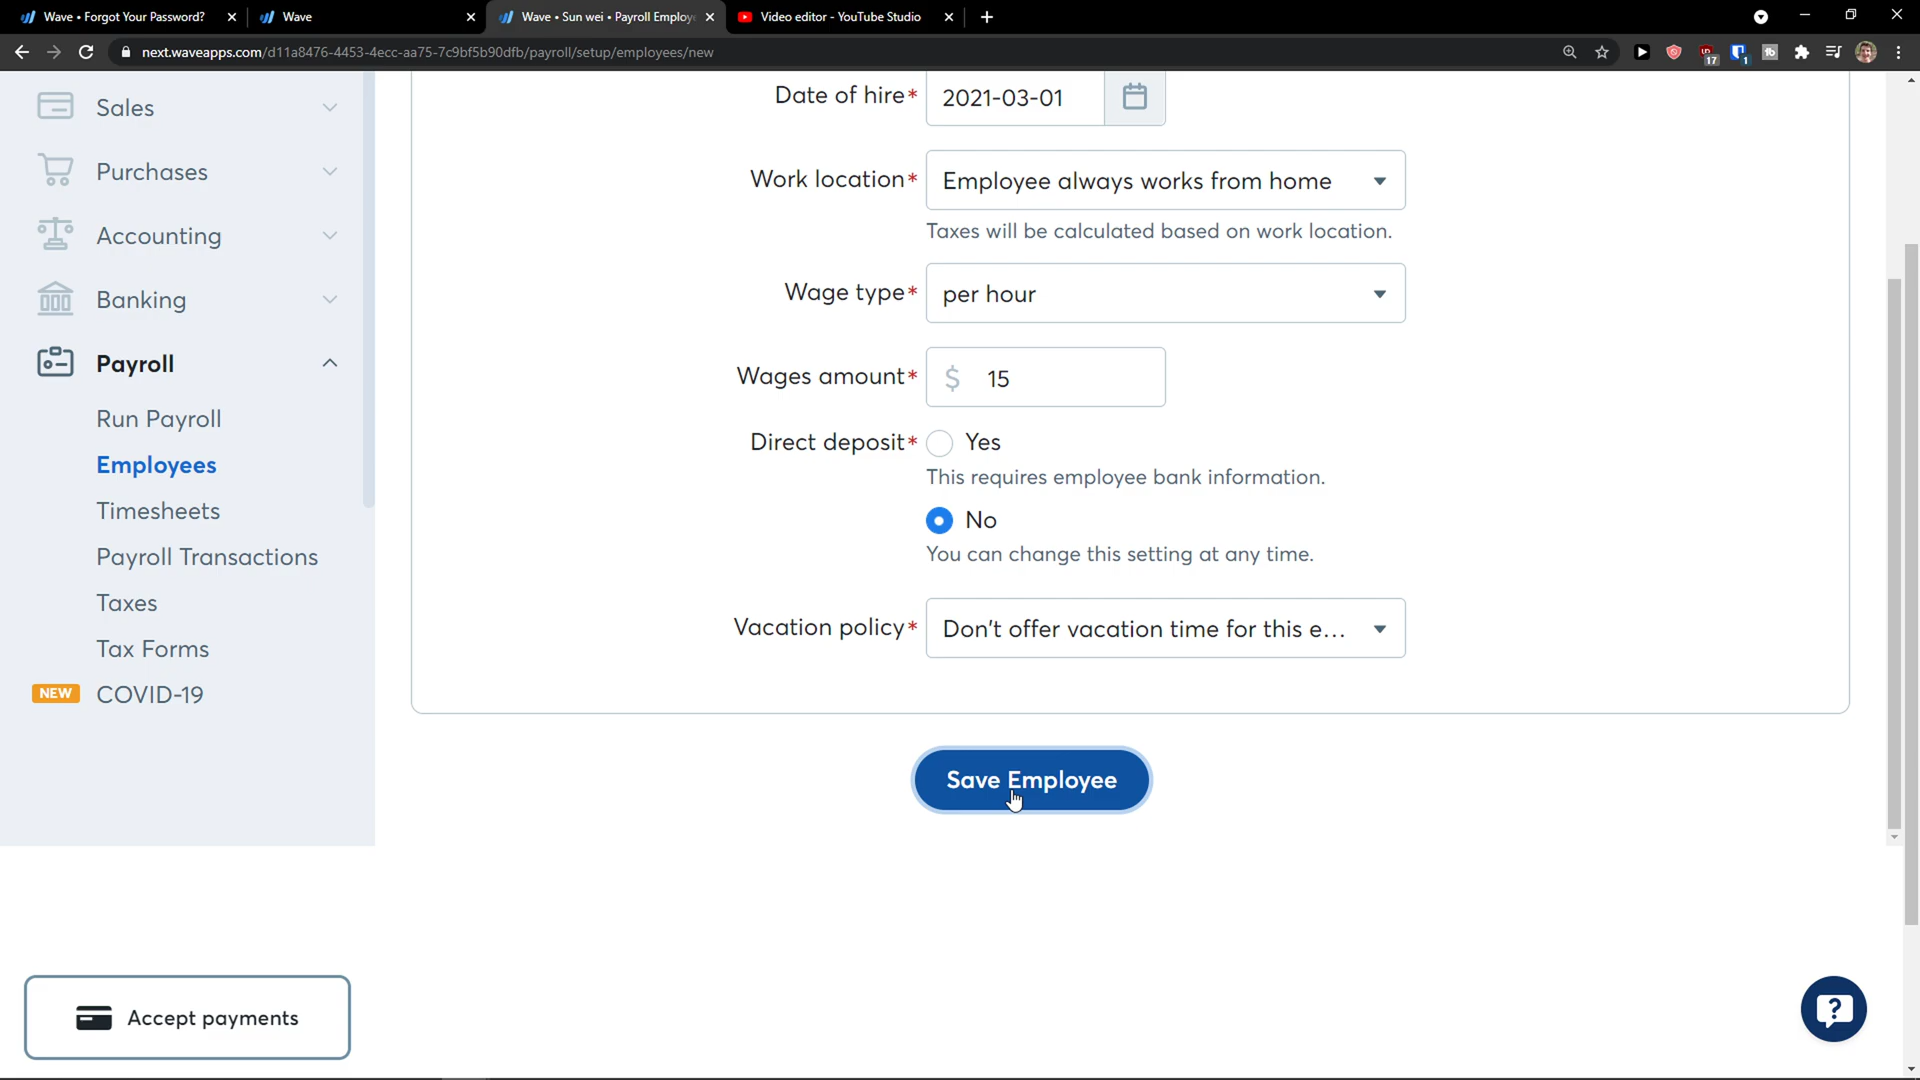 Wave • Forgot Your Password?
Wave
Wave • Sun wei • Payroll Employ
Video editor - YouTube Studio
next.waveapps.com/d11a8476-4453-4ecc-aa75-7c9bf5b90dfb/payroll/setup/employees/new
17
1
Sales
Purchases
Accounting
Banking
Payroll
Run Payroll
Employees
Timesheets
Payroll Transactions
Taxes
Tax Forms
NEW COVID-19
Accept payments
Date of hire* 2021-03-01
Work location* Employee always works from home
Taxes will be calculated based on work location.
Wage type* per hour
Wages amount* $ 15
Direct deposit* Yes
This requires employee bank information.
No
You can change this setting at any time.
Vacation policy* Don't offer vacation time for this e...
Save Employee
?